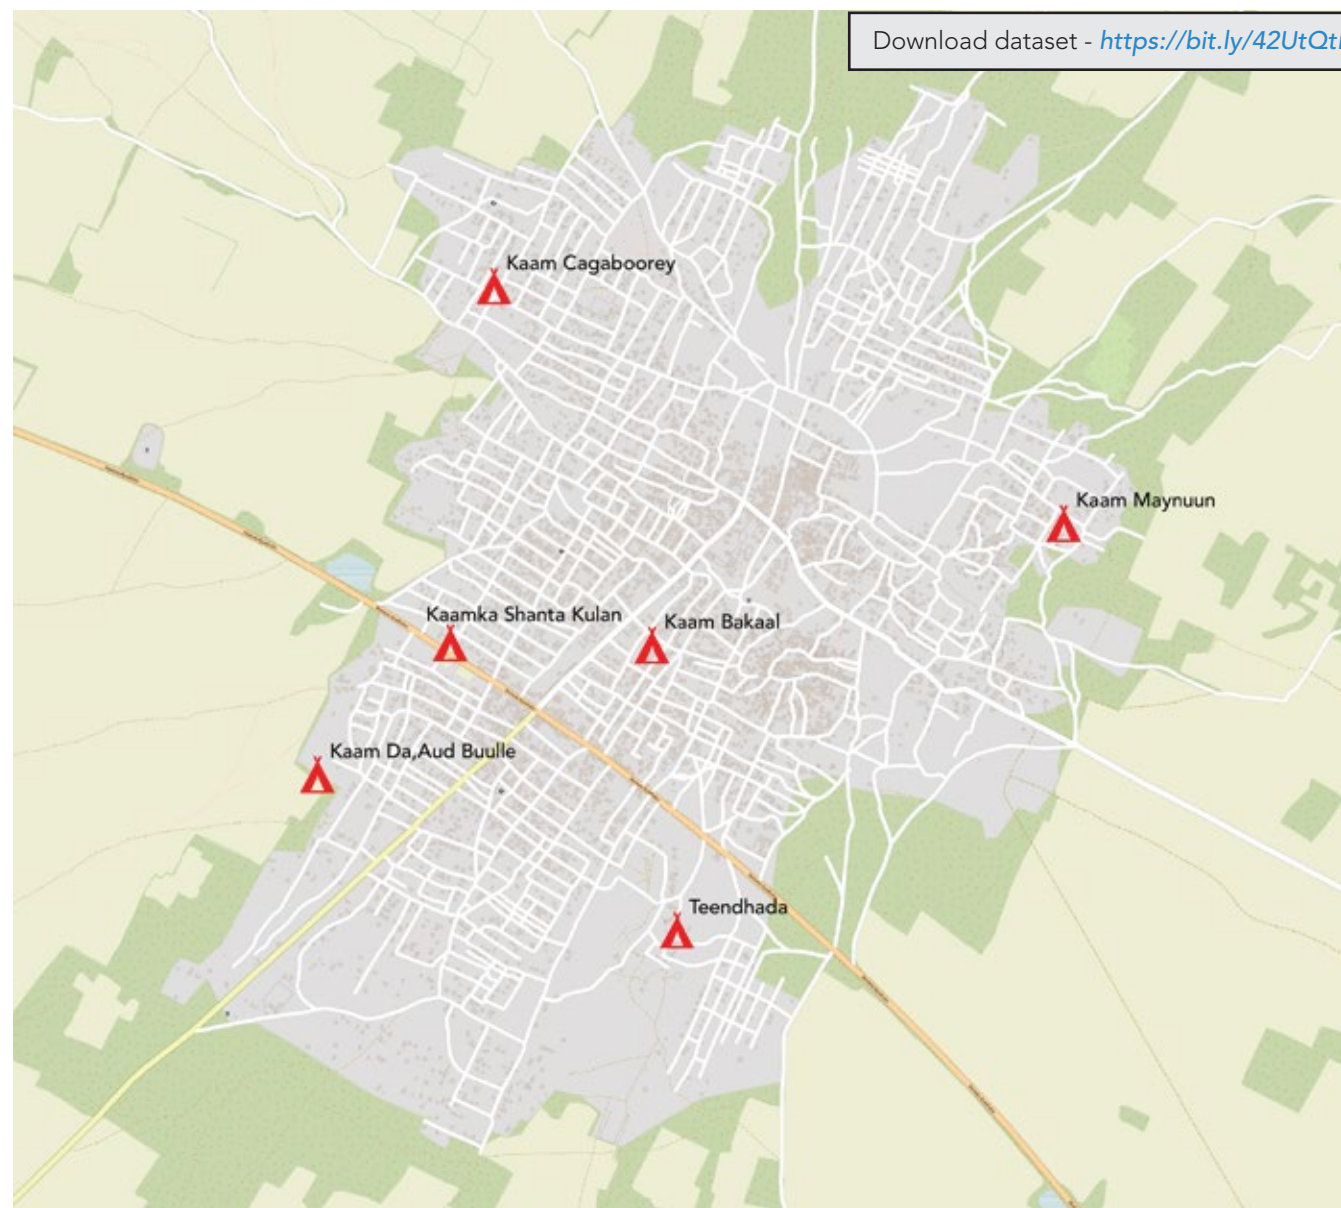 Download dataset - https://bit.ly/42UtQt
Kaam Cagaboorey
Kaam Maynuun
Kaamka Shanta Kulan
Kaam Bakaal
Kaam Da,Aud Buulle
Teendhada